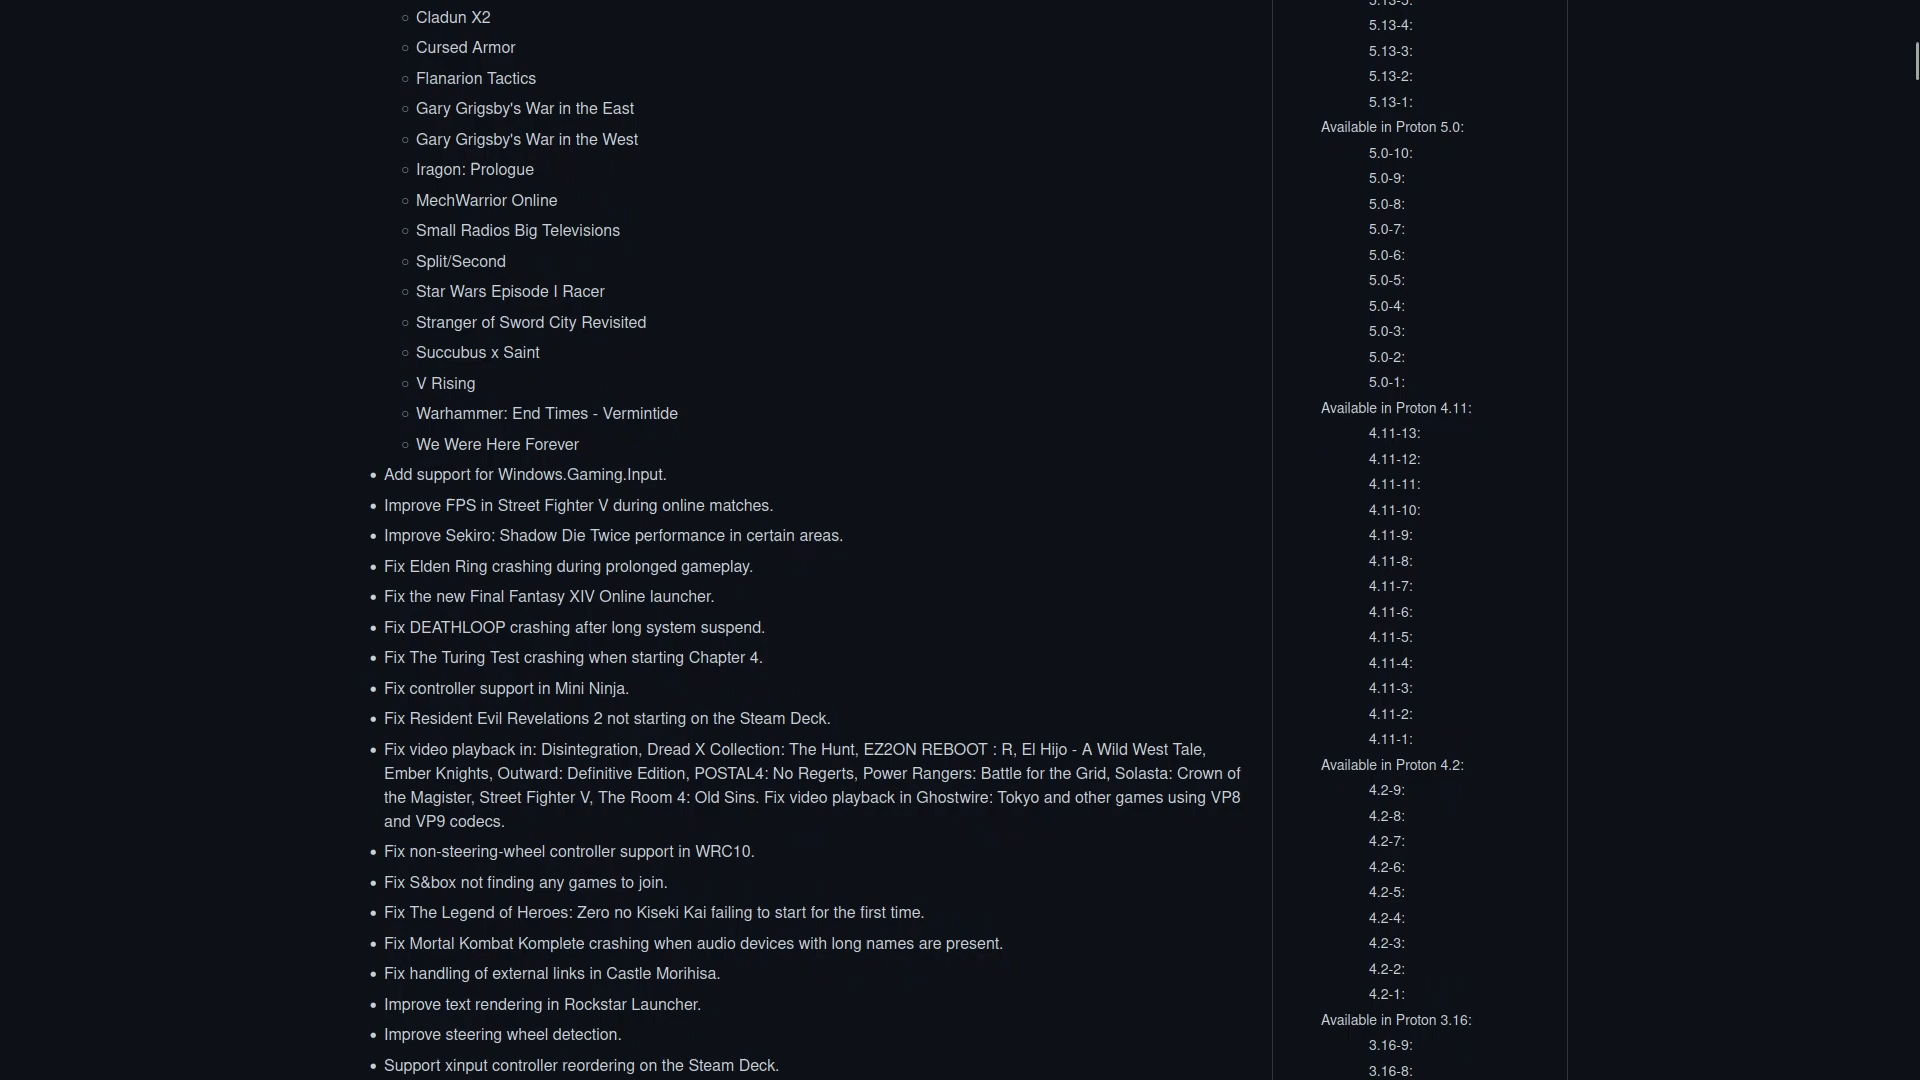 Cladun X2
Cursed Armor
Flanarion Tactics
Gary Grigsby's War in the East
Gary Grigsby's War in the West
Iragon: Prologue
MechWarrior Online
Small Radios Big Televisions
Split/Second
Star Wars Episode I Racer
Stranger of Sword City Revisited
Succubus x Saint
V Rising
Warhammer: End Times - Vermintide
We Were Here Forever
Add support for Windows.Gaming.Input.
Improve FPS in Street Fighter V during online matches.
Improve Sekiro: Shadow Die Twice performance in certain areas.
Fix Elden Ring crashing during prolonged gameplay.
Fix the new Final Fantasy XIV Online launcher.
Fix DEATHLOOP crashing after long system suspend.
Fix The Turing Test crashing when starting Chapter 4.
Fix controller support in Mini Ninja.
Fix Resident Evil Revelations 2 not starting on the Steam Deck.
Fix video playback in: Disintegration, Dread X Collection: The Hunt, EZ2ON REBOOT : R, El Hijo - A Wild West Tale,
Ember Knights, Outward: Definitive Edition, POSTAL4: No Regerts, Power Rangers: Battle for the Grid, Solasta: Crown of
the Magister, Street Fighter V, The Room 4: Old Sins. Fix video playback in Ghostwire: Tokyo and other games using VP8
and VP9 codecs.
Fix non-steering-wheel controller support in WRC10.
Fix S&box not finding any games to join.
Fix The Legend of Heroes: Zero no Kiseki Kai failing to start for the first time.
Fix Mortal Kombat Komplete crashing when audio devices with long names are present.
Fix handling of external links in Castle Morihisa.
Improve text rendering in Rockstar Launcher.
Improve steering wheel detection.
Support xinput controller reordering on the Steam Deck.
5.13-5:
5.13-4:
5.13-3:
5.13-2:
5.13-1:
Available in Proton 5.0:
5.0-10:
5.0-9:
5.0-8:
5.0-7:
5.0-6:
5.0-5:
5.0-4:
5.0-3:
5.0-2:
5.0-1:
Available in Proton 4.11:
4.11-13:
4.11-12:
4.11-11:
4.11-10:
4.11-9:
4.11-8:
4.11-7:
4.11-6:
4.11-5:
4.11-4:
4.11-3:
4.11-2:
4.11-1:
Available in Proton 4.2:
4.2-9:
4.2-8:
4.2-7:
4.2-6:
4.2-5:
4.2-4:
4.2-3:
4.2-2:
4.2-1:
Available in Proton 3.16:
3.16-9:
3.16-8: